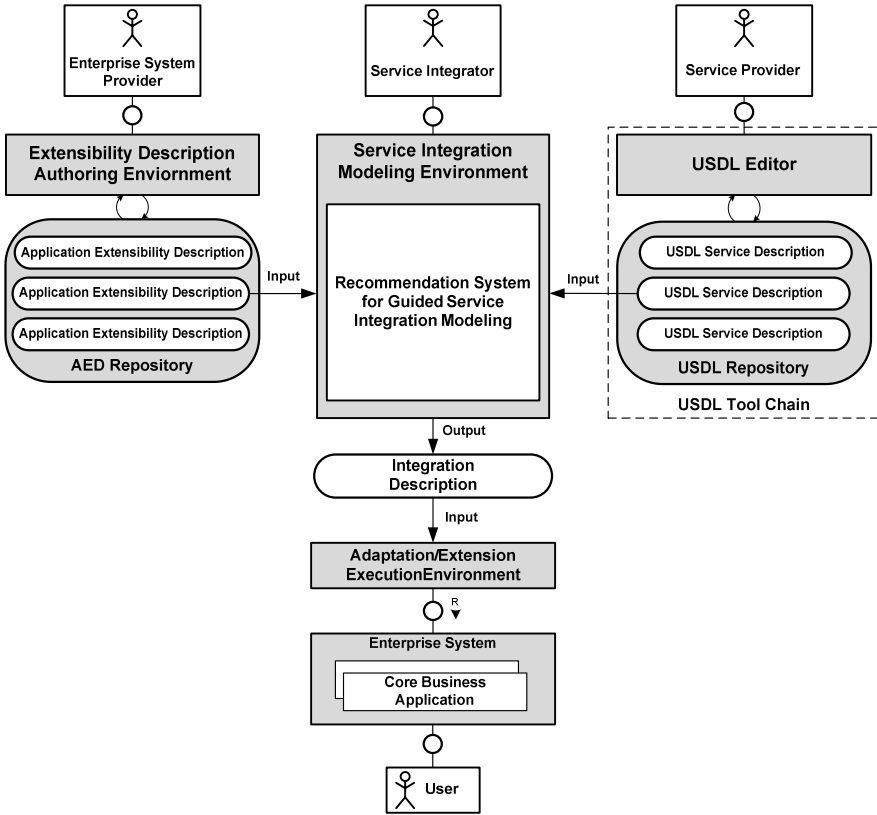 Enterprise System
Provider
Service Integrator
Service Provider
Extensibility Description
Authoring Enviornment
Service Integration
Modeling Environment
USDL Editor
Application Extensibility Description
Application Extensibility Description
Application Extensibility Description
AED Repository
Input
Recommendation System
for Guided Service
Integration Modeling
Input
USDL Service Description
USDL Service Description
USDL Service Description
USDL Repository
USDL Tool Chain
Output
Integration
Description
Input
Adaptation/Extension
ExecutionEnvironment
R
Enterprise System
Core Business
Application
User